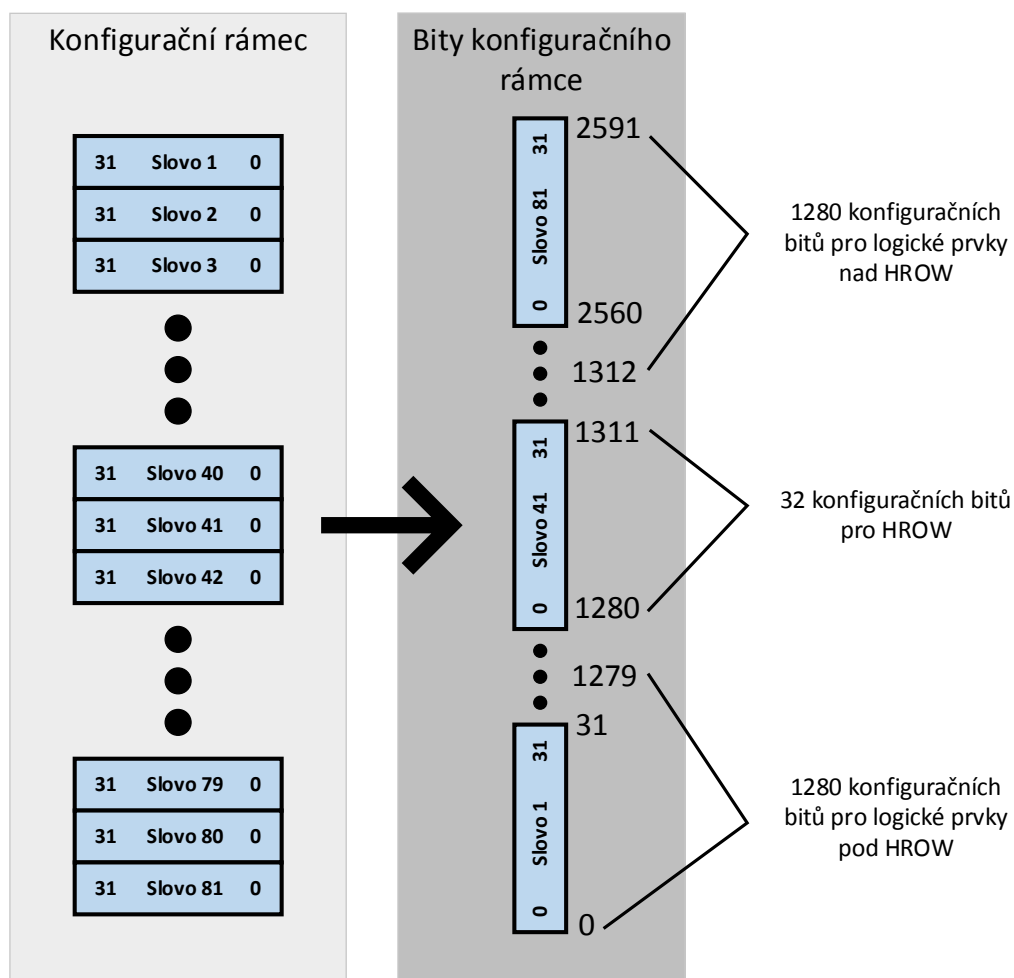 Konfigurační rámec
31 Slovo 1 0
31 Slovo 2 0
31 Slovo 3 0
31 Slovo 40 0
31 Slovo 41 0
31 Slovo 42 0
31 Slovo 79 0
31 Slovo 80 0
31 Slovo 81 0
Bity konfiguračního
rámce
0 Slovo 81 31
2591
2560
1312
0 Slovo 41 31
1311
1280
1279
0 Slovo 1 31
31
0
1280 konfiguračních
bitů pro logické prvky
nad HROW
32 konfiguračních bitů
pro HROW
1280 konfiguračních
bitů pro logické prvky
pod HROW